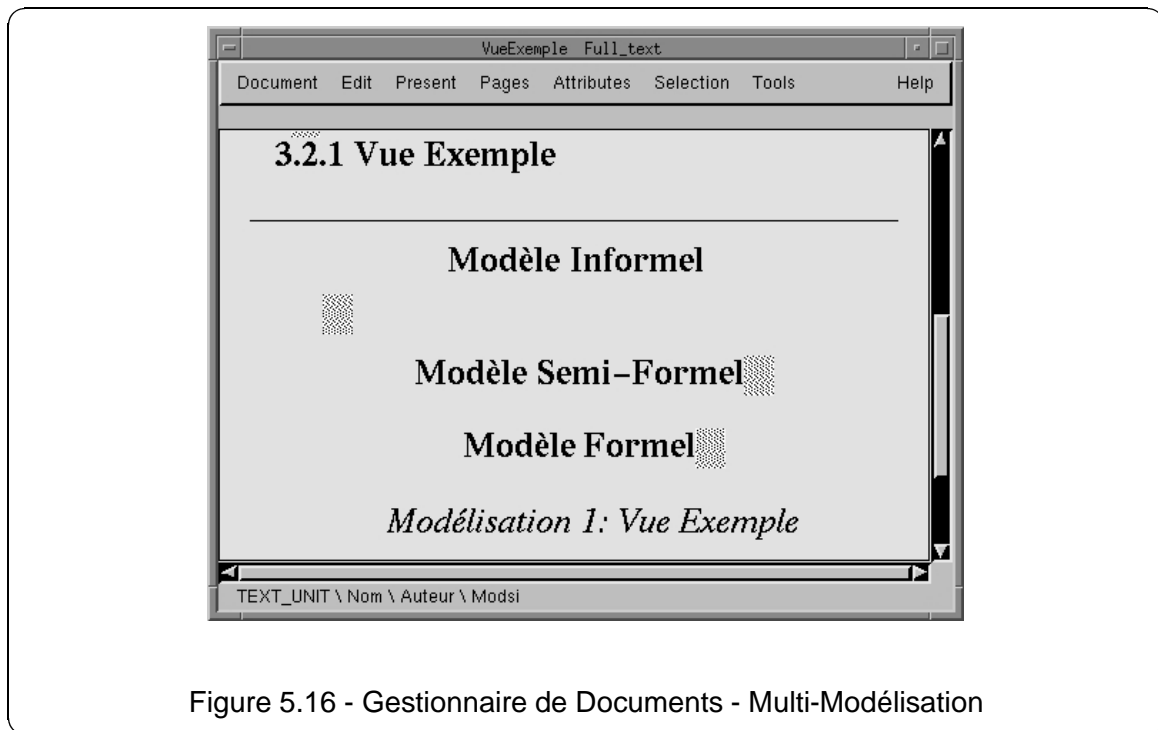 VueExemple Full_text
Document Edit Present Pages Attributes Selection Tools Help
3.2.1 Vue Exemple
Modèle Informel
Modèle Semi–Formel
Modèle Formel
Modélisation 1: Vue Exemple
TEXT_UNIT \ Nom \ Auteur \ Modsi
Figure 5.16 - Gestionnaire de Documents - Multi-Modélisation